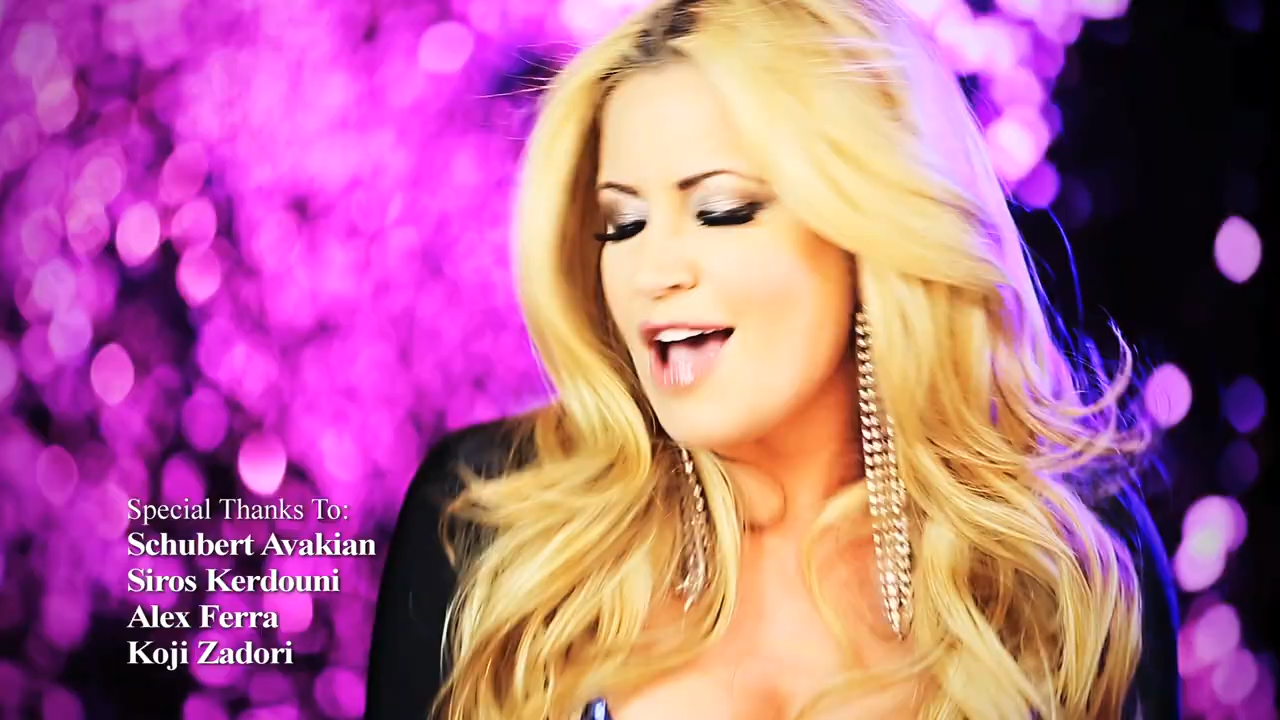 Special Thanks To:
Schubert Avakian
Siros Kerdouni
Alex Ferra
Koji Zadori